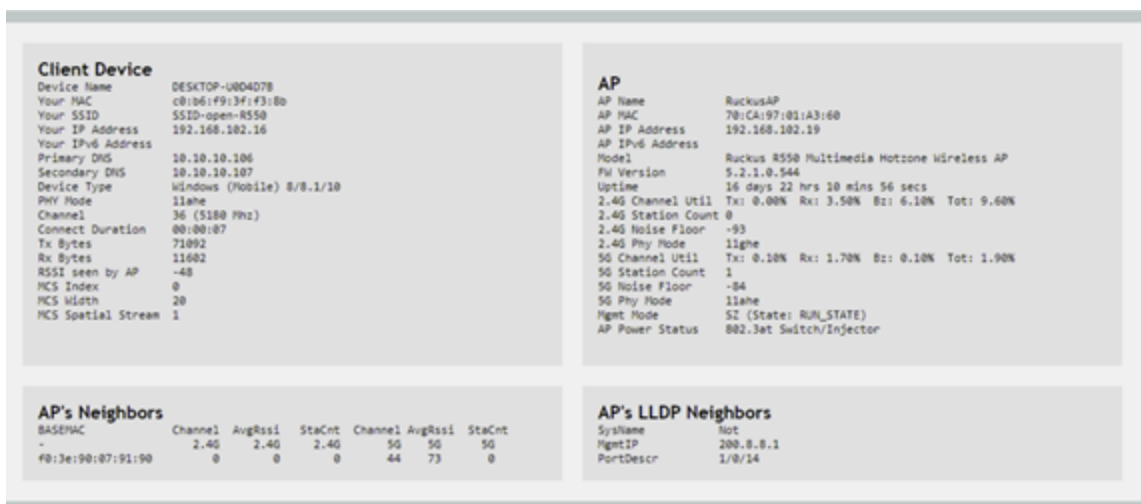 Client Device
Device Name DESKTOP-U0D4D7B
Your MAC c0:b6:f9:3f:f3:8b
Your SSID SSID-open-R550
Your IP Address 192.168.102.16
Your IPv6 Address
Primary DNS 10.10.10.106
Secondary DNS 10.10.10.107
Device Type Windows (Mobile) 8/8.1/10
PHY Mode 11ahe
Channel 36 (5180 Mhz)
Connect Duration 00:00:07
Tx Bytes 71092
Rx Bytes 11602
RSSI seen by AP -48
MCS Index 0
MCS Width 20
MCS Spatial Stream 1
AP
AP Name RuckusAP
AP MAC 70:CA:97:01:A3:60
AP IP Address 192.168.102.19
AP IPv6 Address
Model Ruckus R550 Multimedia Hotzone Wireless AP
FW Version 5.2.1.0.544
Uptime 16 days 22 hrs 10 mins 56 secs
2.4G Channel Util Tx: 0.00% Rx: 3.50% Bz: 6.10% Tot: 9.60%
2.4G Station Count 0
2.4G Noise Floor -93
2.4G Phy Mode 11ghe
5G Channel Util Tx: 0.10% Rx: 1.70% Bz: 0.10% Tot: 1.90%
5G Station Count 1
5G Noise Floor -84
5G Phy Mode 11ahe
Mgmt Mode SZ (State: RUN_STATE)
AP Power Status 802.3at Switch/Injector
AP's Neighbors
BASEMAC Channel AvgRssi StaCnt Channel AvgRssi StaCnt
- 2.4G 2.4G 2.4G 5G 5G 5G
f0:3e:90:07:91:90 0 0 0 44 73 0
AP's LLDP Neighbors
SysName Not
MgmtIP 200.8.8.1
PortDescr 1/0/14